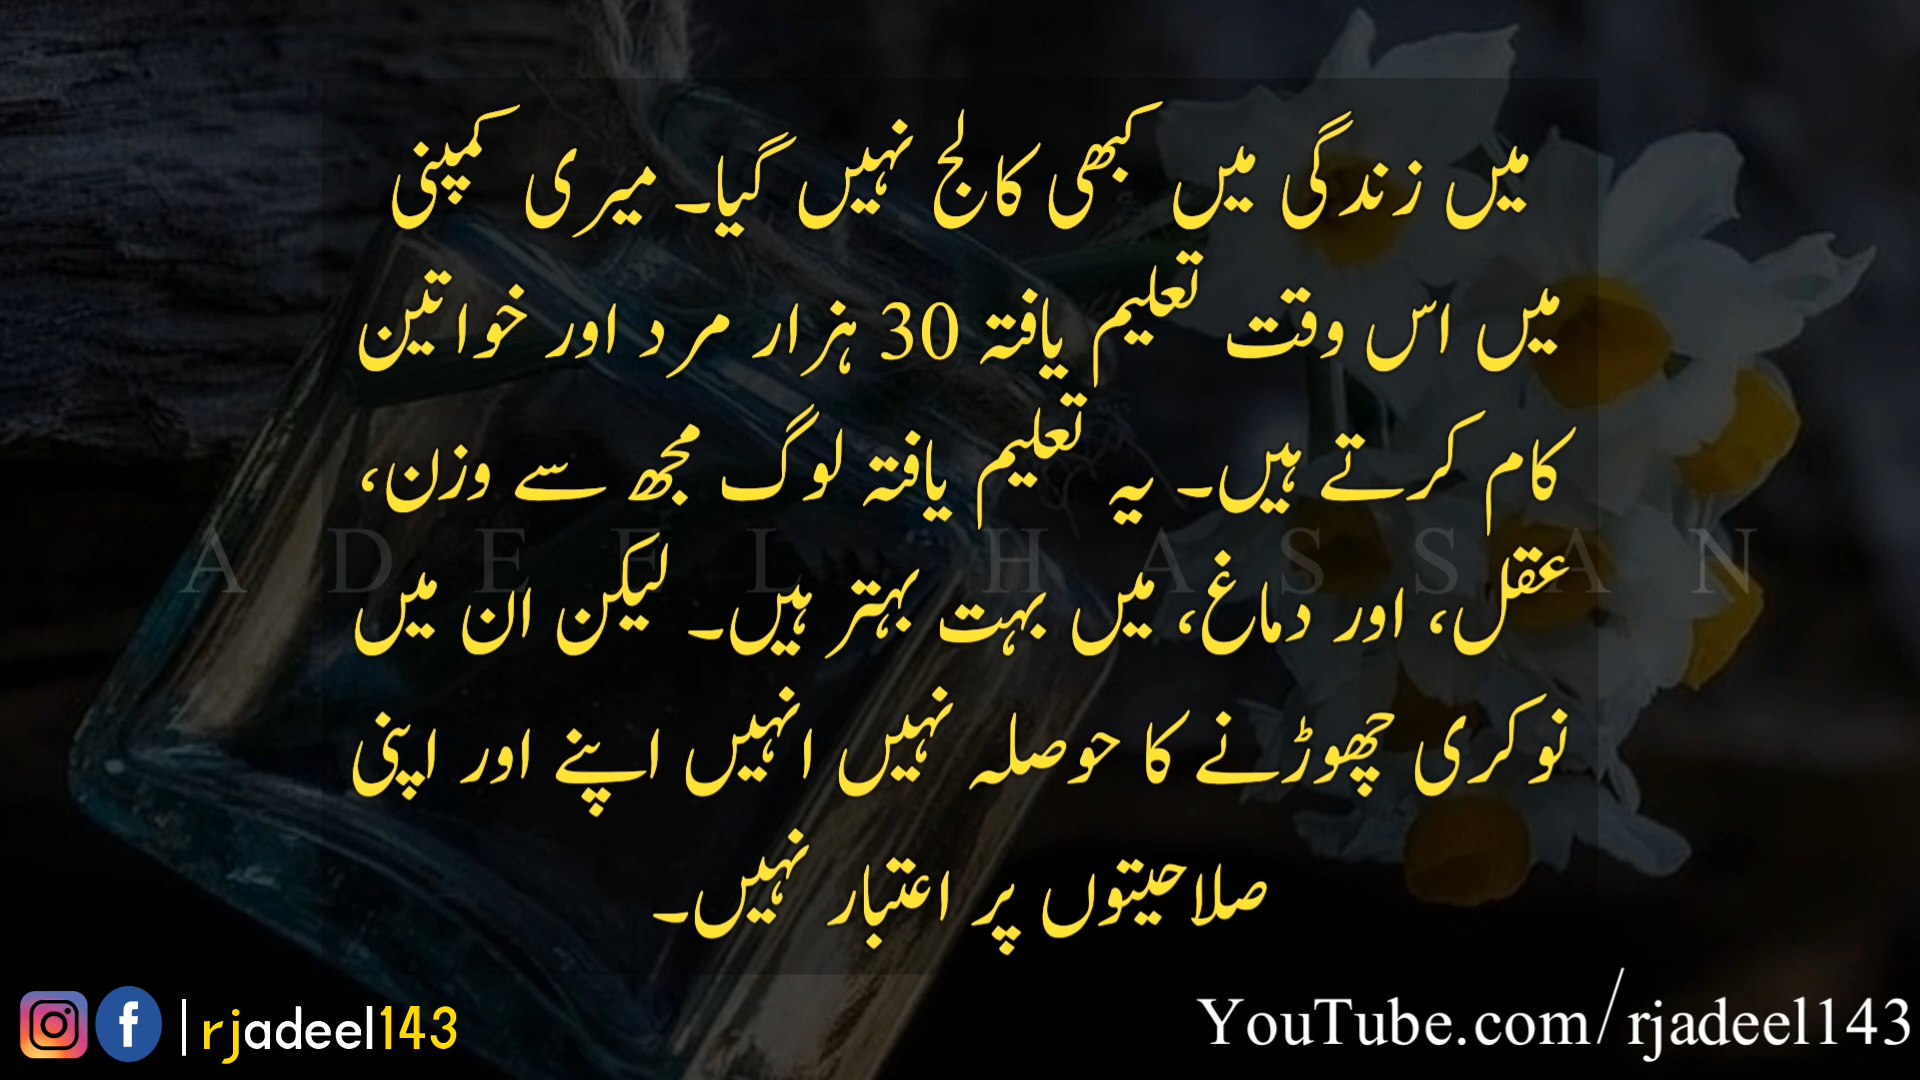 میں زندگی میں کبھی کالج نہیں گیا۔ میری کمپنی
میں اس وقت تعلیم یافتہ 30 ہزار مرد اور خواتین
کام کرتے ہیں۔ یہ تعلیم یافتہ لوگ مجھ سے وزن،
عقل، اور دماغ، میں بہت بہتر ہیں۔ لیکن ان میں
نوکری چھوڑنے کا حوصلہ نہیں انہیں اپنے اور اپنی
صلاحیتوں پر اعتبار نہیں۔
ADEEL HASSAN
rjadeel143
YouTube.com/rjadeel143